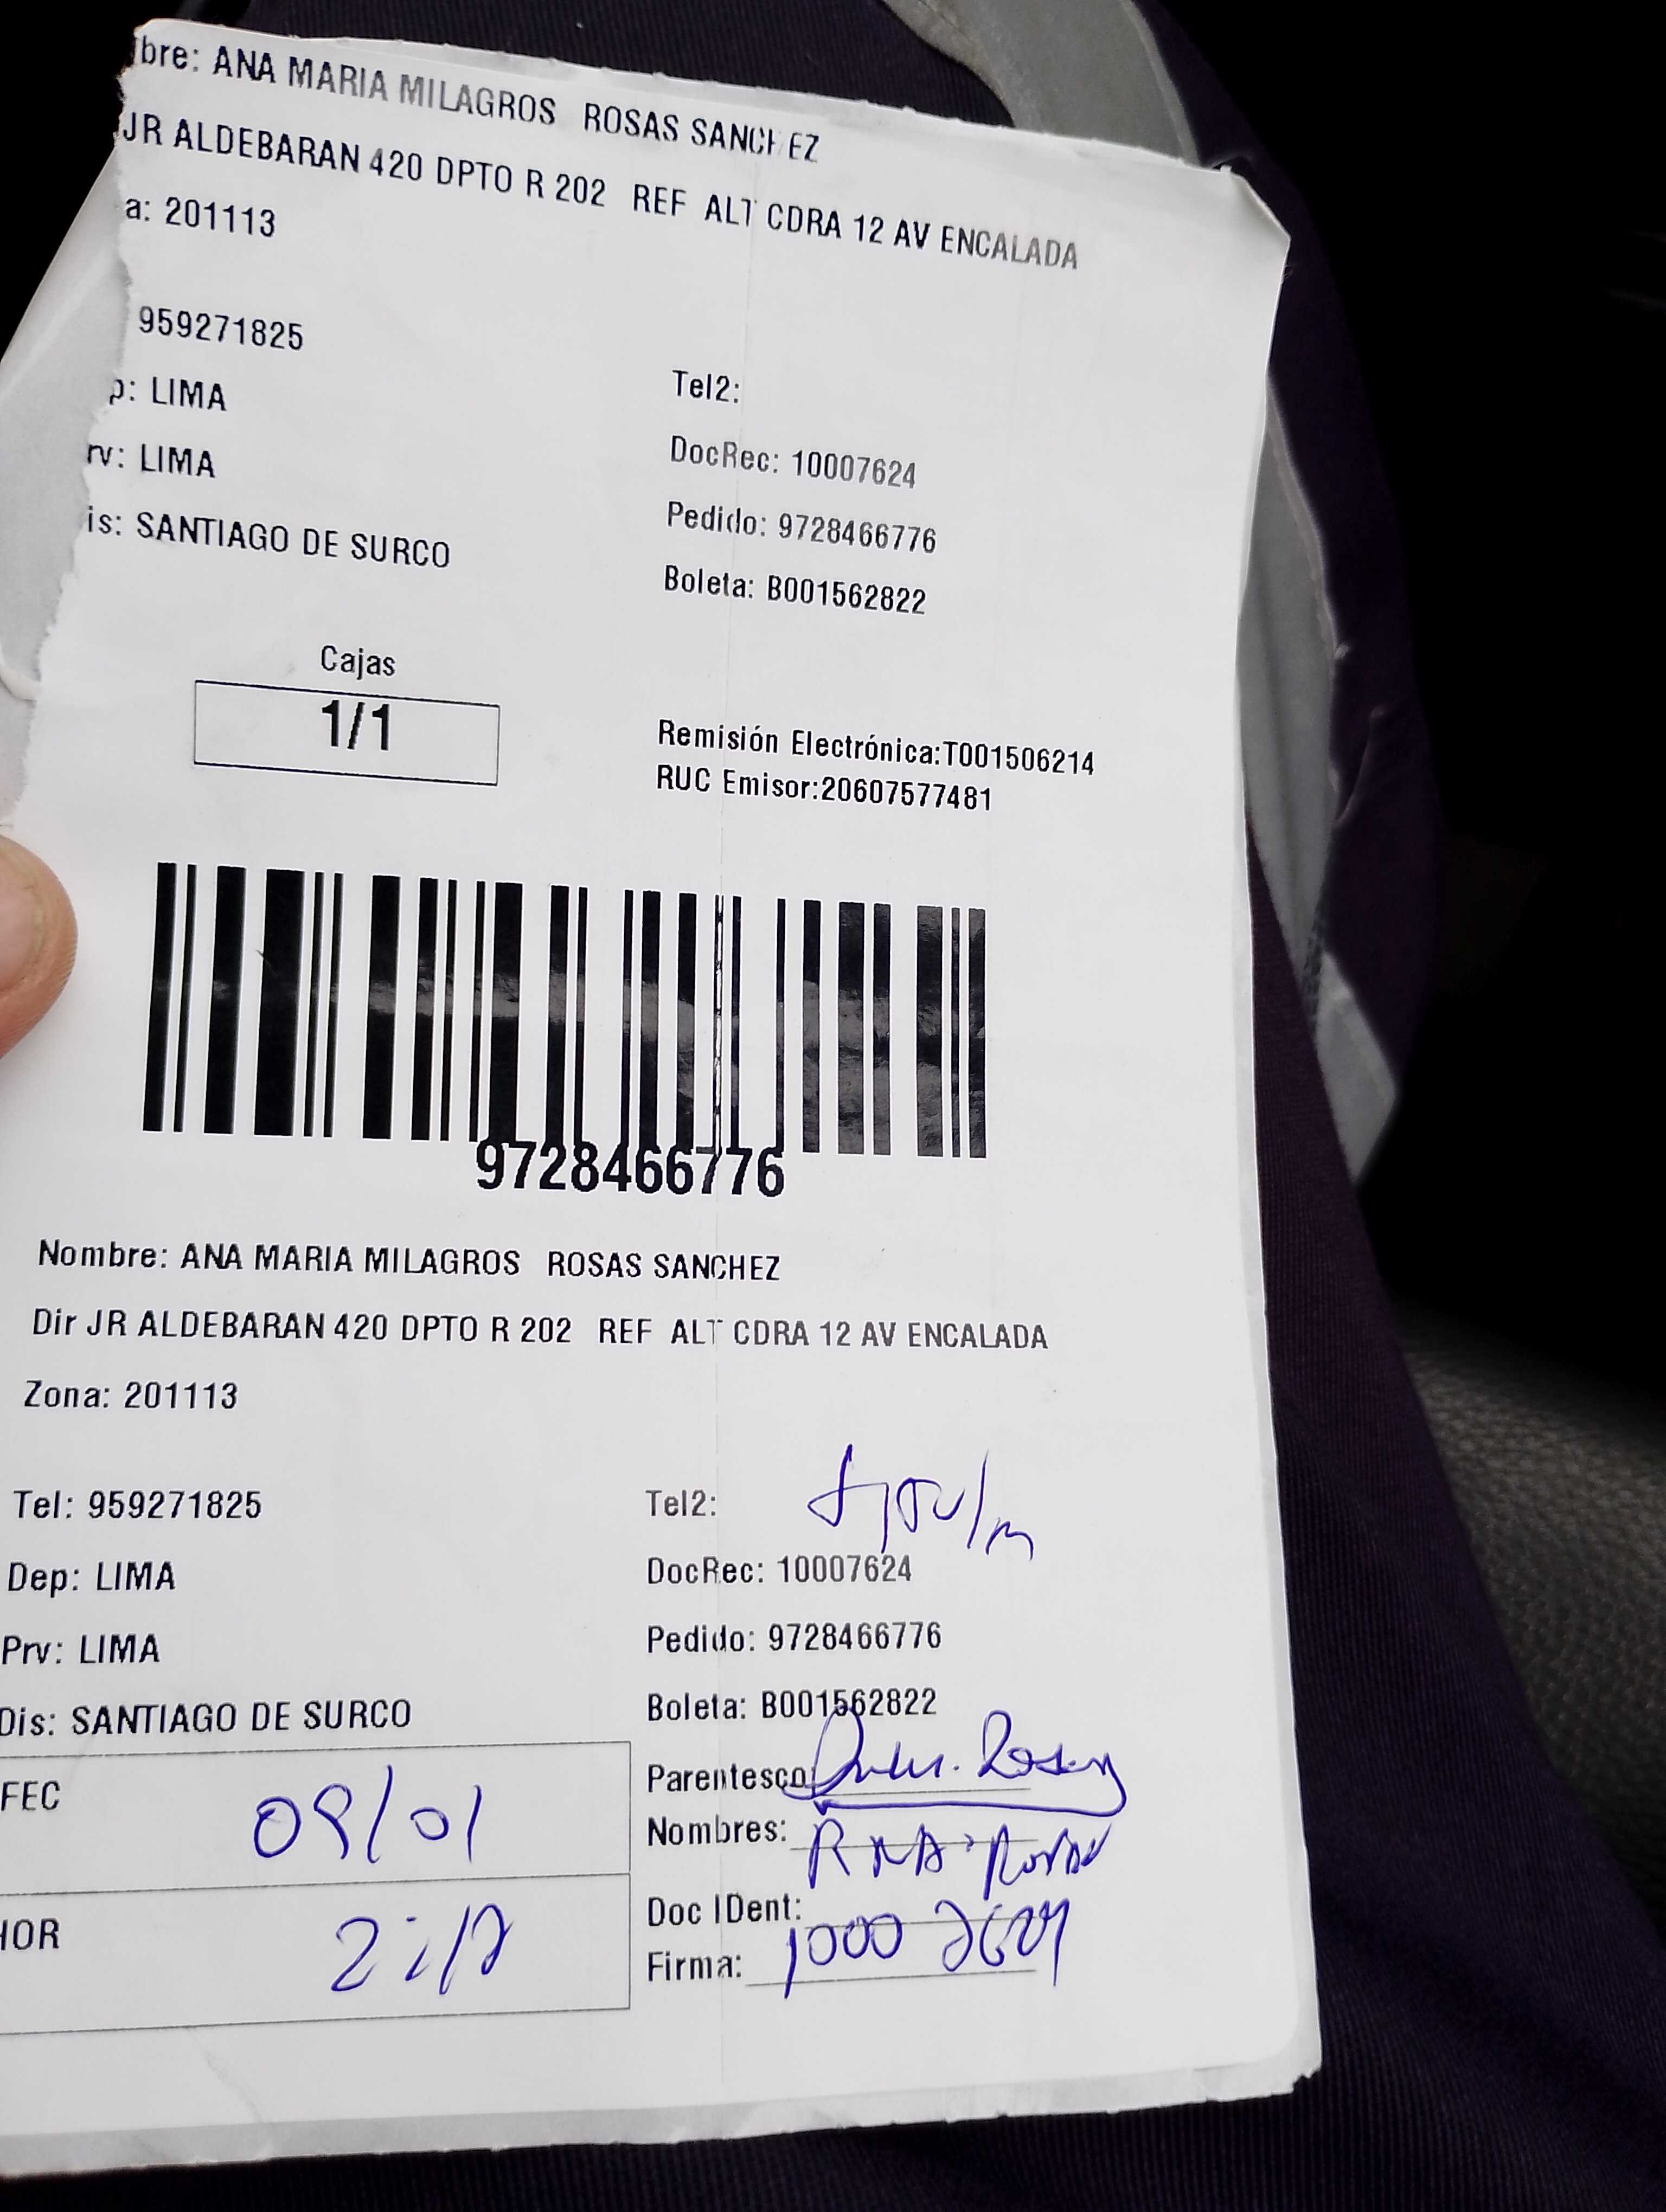 bre: ANA MARIA MILAGROS ROSAS SANCHEZ
JR ALDEBARAN 420 DPTO R 202 REF ALT CDRA 12 AV ENCALADA
a: 201113
959271825
Tel2:
p: LIMA
DocRec: 10007624
rv: LIMA
Pedido: 9728466776
is: SANTIAGO DE SURCO
Boleta: B001562822
Cajas
1/1
Remisión Electrónica:T001506214
RUC Emisor:20607577481
9728466776
Nombre: ANA MARIA MILAGROS ROSAS SANCHEZ
Dir JR ALDEBARAN 420 DPTO R 202 REF ALT CDRA 12 AV ENCALADA
Zona: 201113
Tel: 959271825
Tel2:
Dep: LIMA
DocRec: 10007624
Prv: LIMA
Pedido: 9728466776
Dis: SANTIAGO DE SURCO
Boleta: B001562822
FEC 09/01
Parentesco:
Nombres: ANA Rosas
HOR
Doc IDent: 1000
Firma: